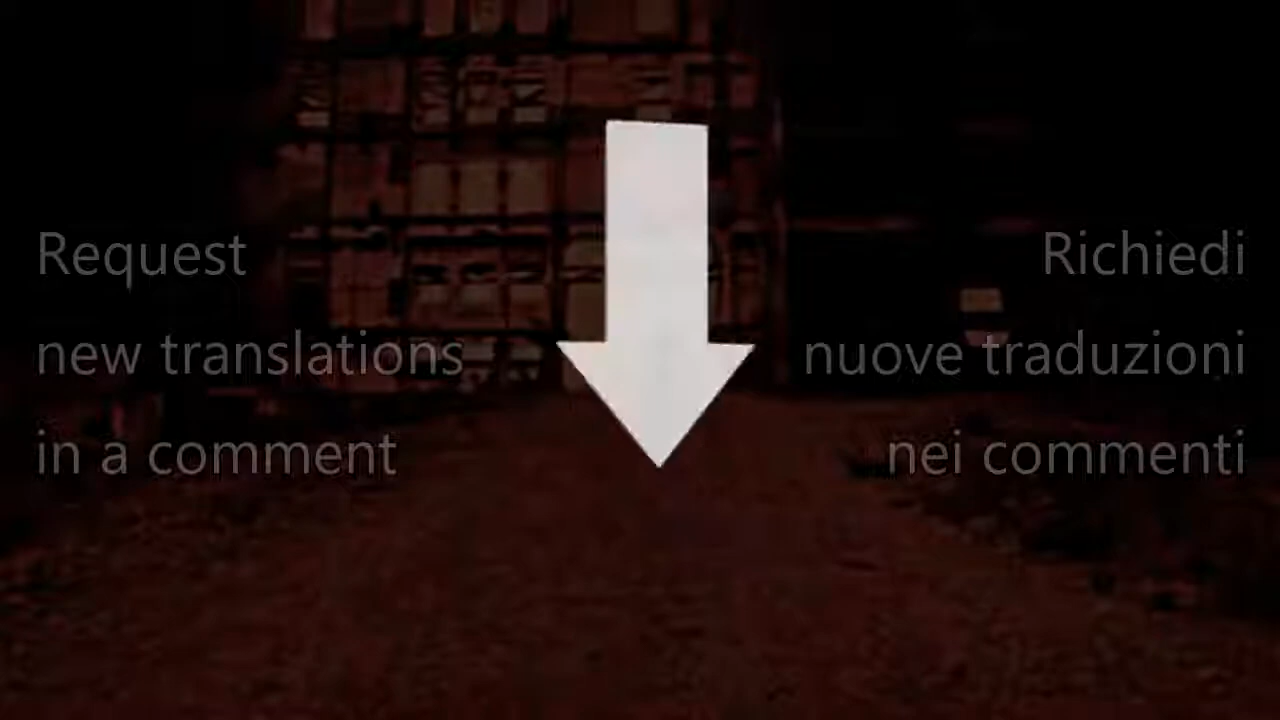 Request
new translations
in a comment
Richiedi
nuove traduzioni
nei commenti